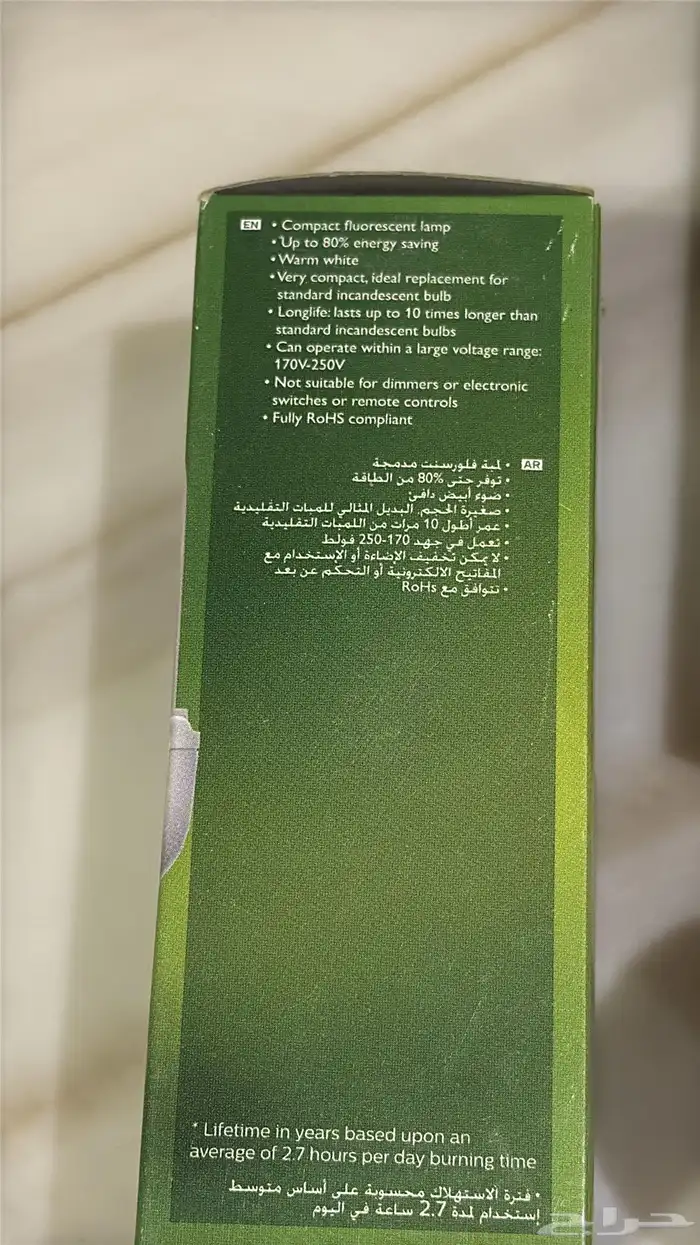 EN • Compact fluorescent lamp
• Up to 80% energy saving
• Warm white
• Very compact, ideal replacement for
standard incandescent bulb
• Longlife: lasts up to 10 times longer than
standard incandescent bulbs
• Can operate within a large voltage range:
170V-250V
• Not suitable for dimmers or electronic
switches or remote controls
• Fully RoHS compliant
AR • لمبة فلورسنت مدمجة
• توفر حتى 80% من الطاقة
• ضوء أبيض دافئ
• صغيرة الحجم, البديل المثالي للمبات التقليدية
• عمر أطول 10 مرات من اللمبات التقليدية
• تعمل في جهد 170-250 فولط
• لا يمكن تخفيف الإضاءة أو الاستخدام مع
المفاتيح الالكترونية أو التحكم عن بعد
• تتوافق مع RoHs
* Lifetime in years based upon an
average of 2.7 hours per day burning time
• فترة الاستهلاك محسوبة على أساس متوسط
إستخدام لمدة 2.7 ساعة في اليوم
حراج